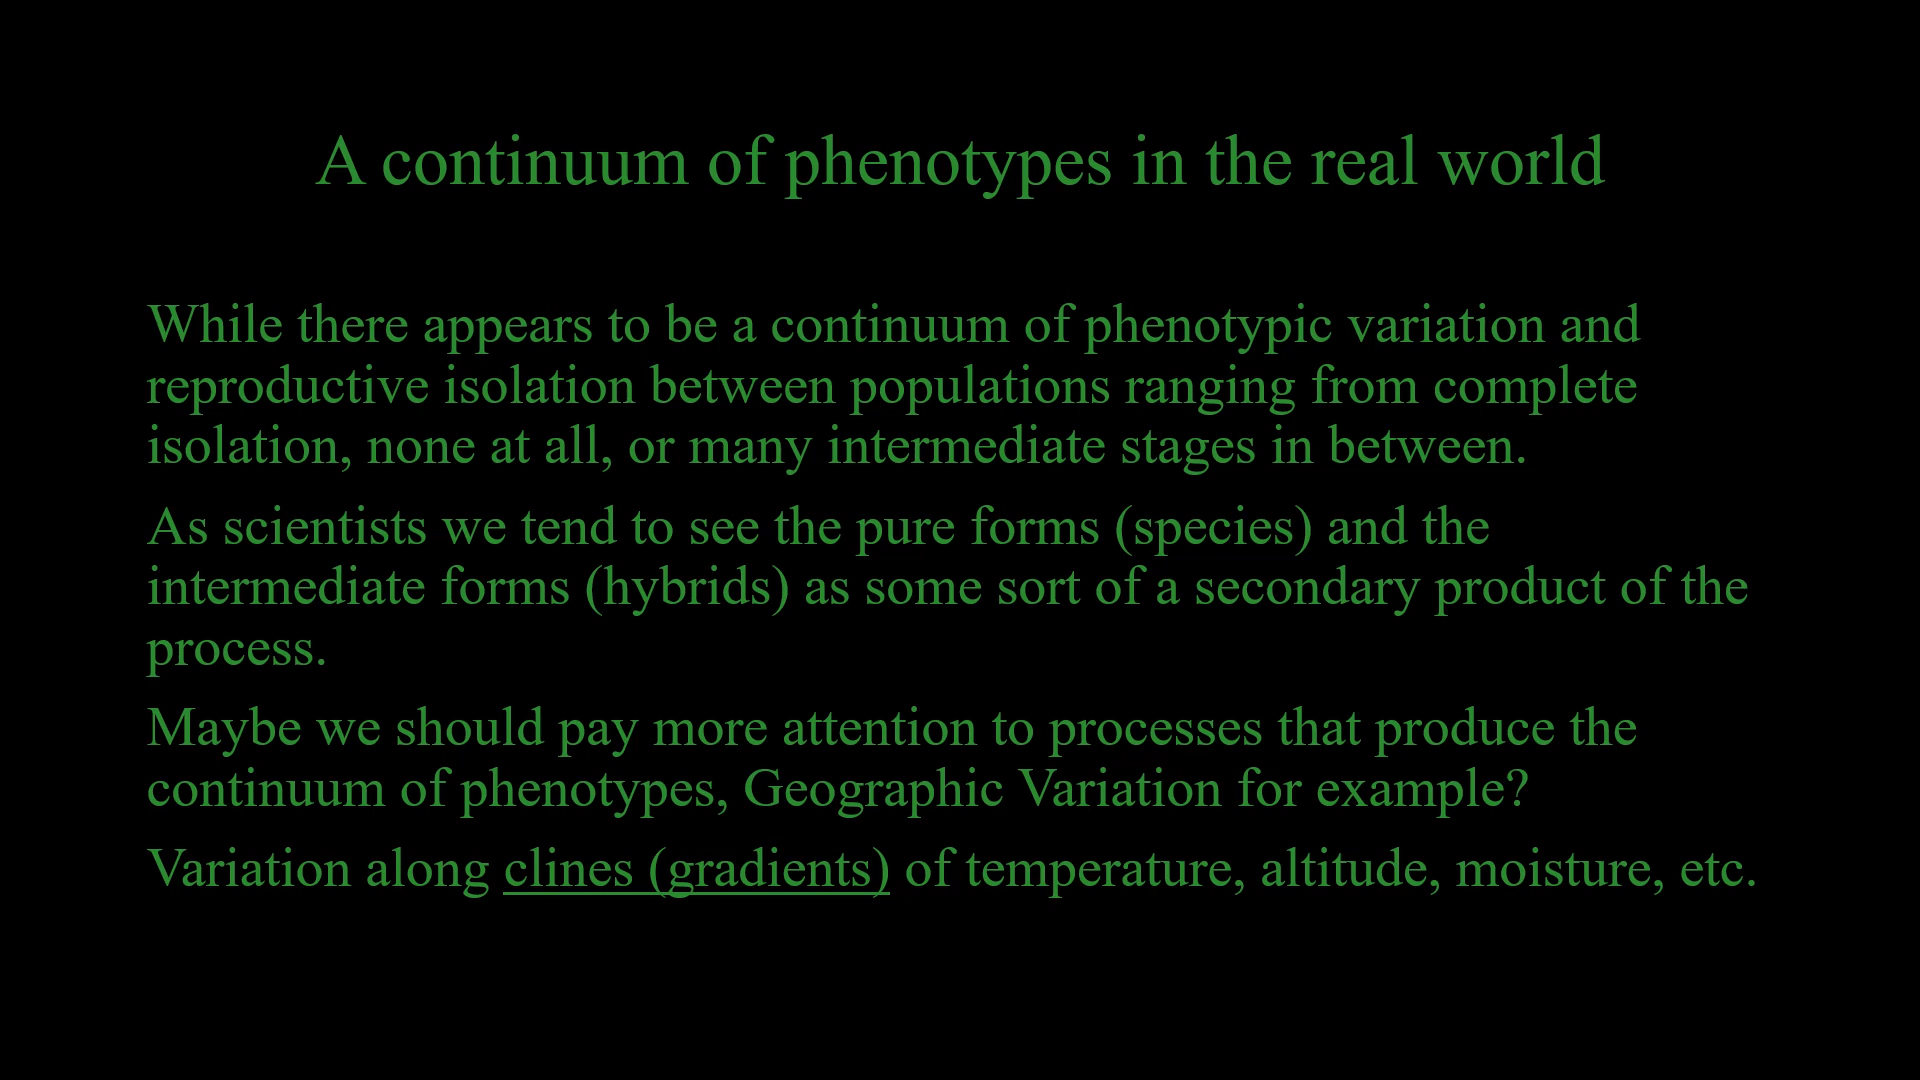 A continuum of phenotypes in the real world
While there appears to be a continuum of phenotypic variation and
reproductive isolation between populations ranging from complete
isolation, none at all, or many intermediate stages in between.
As scientists we tend to see the pure forms (species) and the
intermediate forms (hybrids) as some sort of a secondary product of the
process.
Maybe we should pay more attention to processes that produce the
continuum of phenotypes, Geographic Variation for example?
Variation along clines (gradients) of temperature, altitude, moisture, etc.